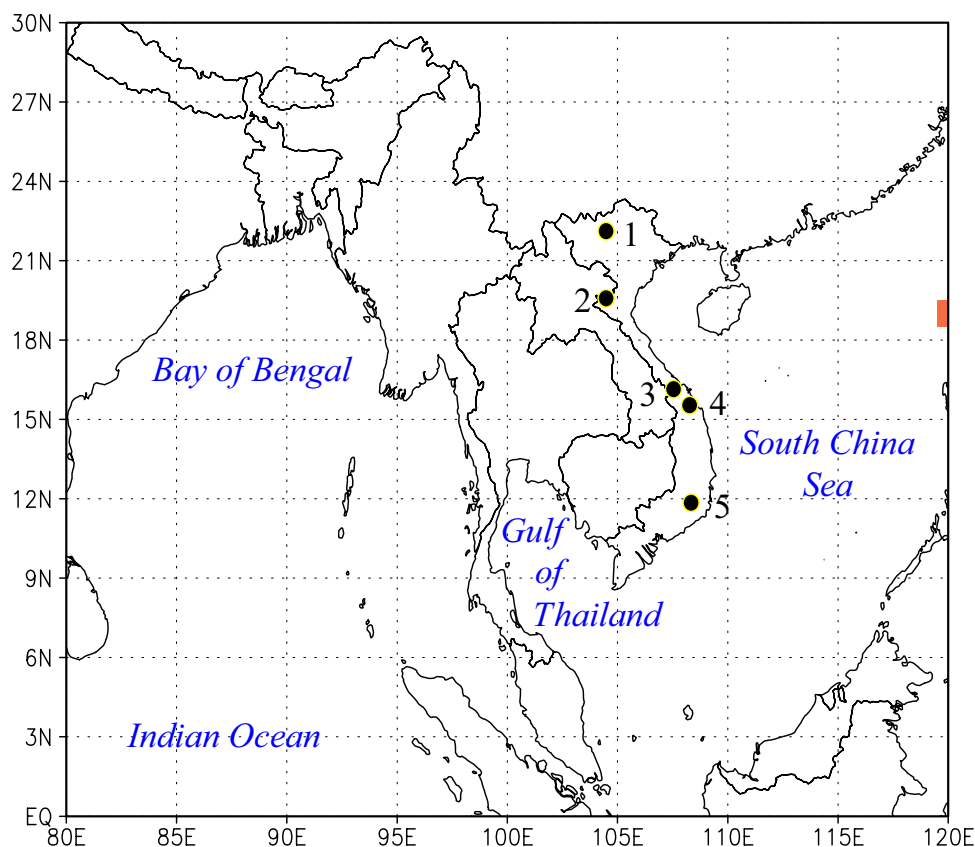 30N
27N
24N
21N
18N
15N
12N
9N
6N
3N
EQ
1
2
3
4
5
Bay of Bengal
South China
Sea
Gulf
of
Thailand
Indian Ocean
80E
85E
90E
95E
100E
105E
110E
115E
120E